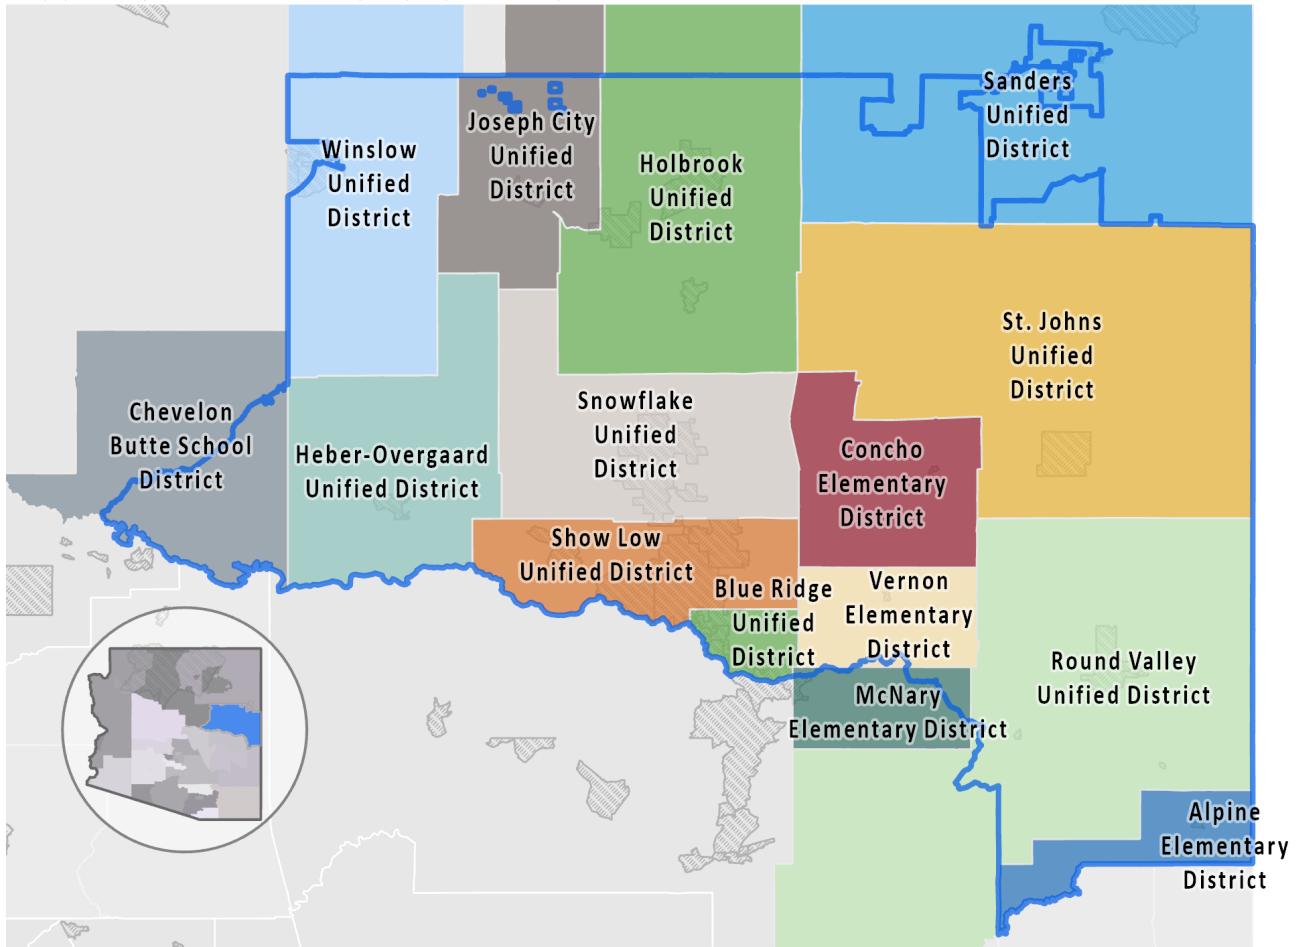 Sanders
Unified
District
Joseph City
Unified
District
Winslow
Unified
District
Holbrook
Unified
District
St. Johns
Unified
District
Chevelon
Butte School
District
Snowflake
Unified
District
Heber-Overgaard
Unified District
Concho
Elementary
District
Show Low
Unified District
Blue Ridge
Unified
District
Vernon
Elementary
District
Round Valley
Unified District
McNary
Elementary District
Alpine
Elementary
District